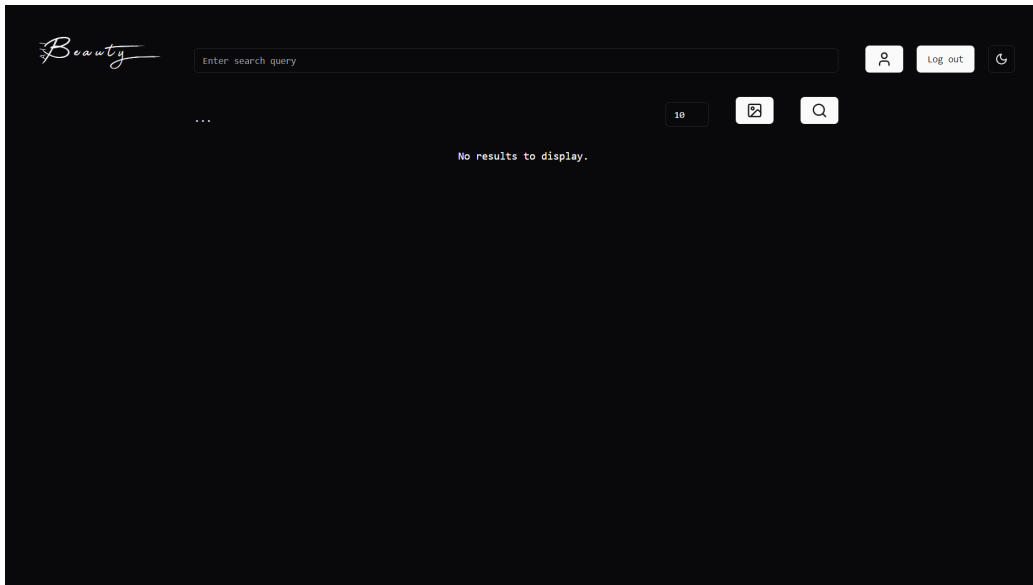 Beauty
Enter search query
Log out
...
10
No results to display.